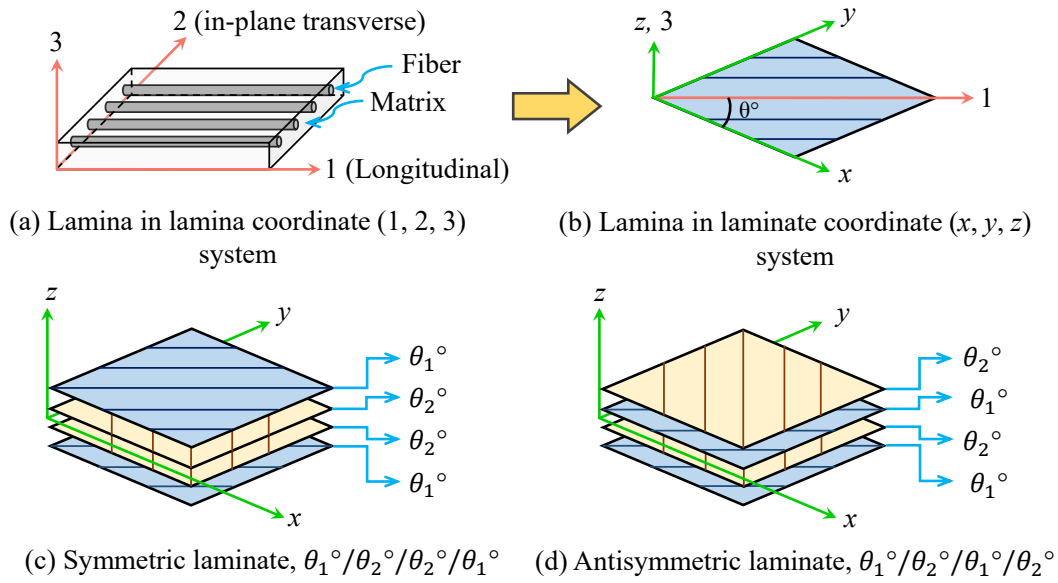 3
2 (in-plane transverse)
Fiber
Matrix
1 (Longitudinal)
(a) Lamina in lamina coordinate (1, 2, 3)
system
z, 3
y
1
θ°
x
(b) Lamina in laminate coordinate (x, y, z)
system
z
y
θ₁°
θ₂°
θ₂°
θ₁°
x
(c) Symmetric laminate, θ₁°/θ₂°/θ₂°/θ₁°
z
y
θ₂°
θ₁°
θ₂°
θ₁°
x
(d) Antisymmetric laminate, θ₁°/θ₂°/θ₁°/θ₂°